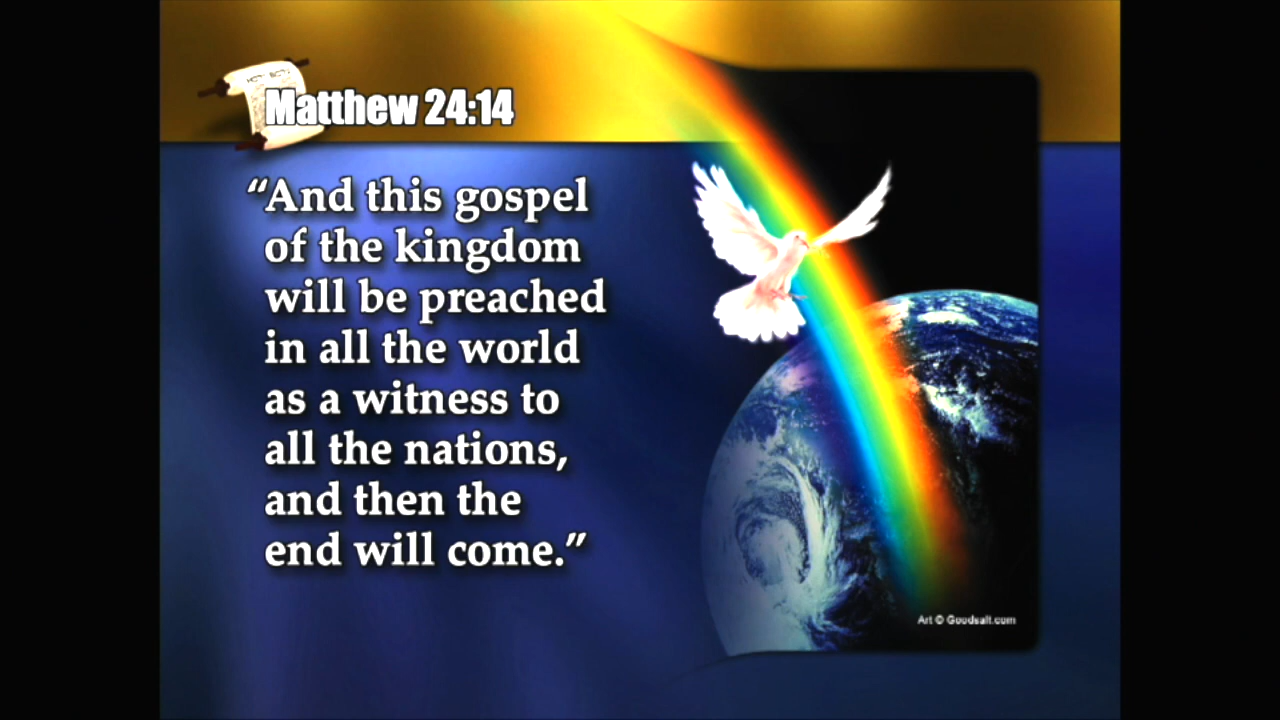 Matthew 24:14
“And this gospel
of the kingdom
will be preached
in all the world
as a witness to
all the nations,
and then the
end will come.”
Art © Goodsalt.com